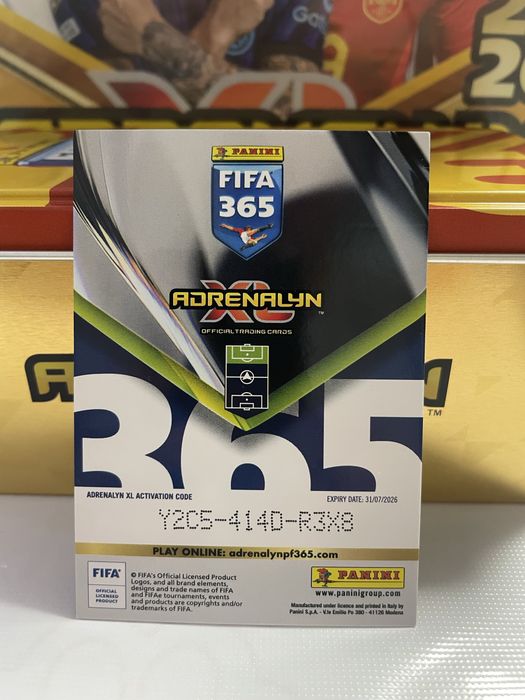 PANINI
FIFA
365
ADRENALYN
XL
™
OFFICIAL TRADING CARDS
365
ADRENALYN XL ACTIVATION CODE
EXPIRY DATE: 31/07/2026
Y2C5-414D-R3X8
PLAY ONLINE: adrenalynpf365.com
FIFA®
OFFICIAL
LICENSED
PRODUCT
© FIFA's Official Licensed Product
Logos, and all brand elements,
designs and trade names of FIFA
and FIFAe tournaments, events
and products are copyrights and/or
trademarks of FIFA.
PANINI
www.paninigroup.com
Manufactured under licence and printed in Italy by
Panini S.p.A. - V.le Emilio Po 380 - 41126 Modena
TM